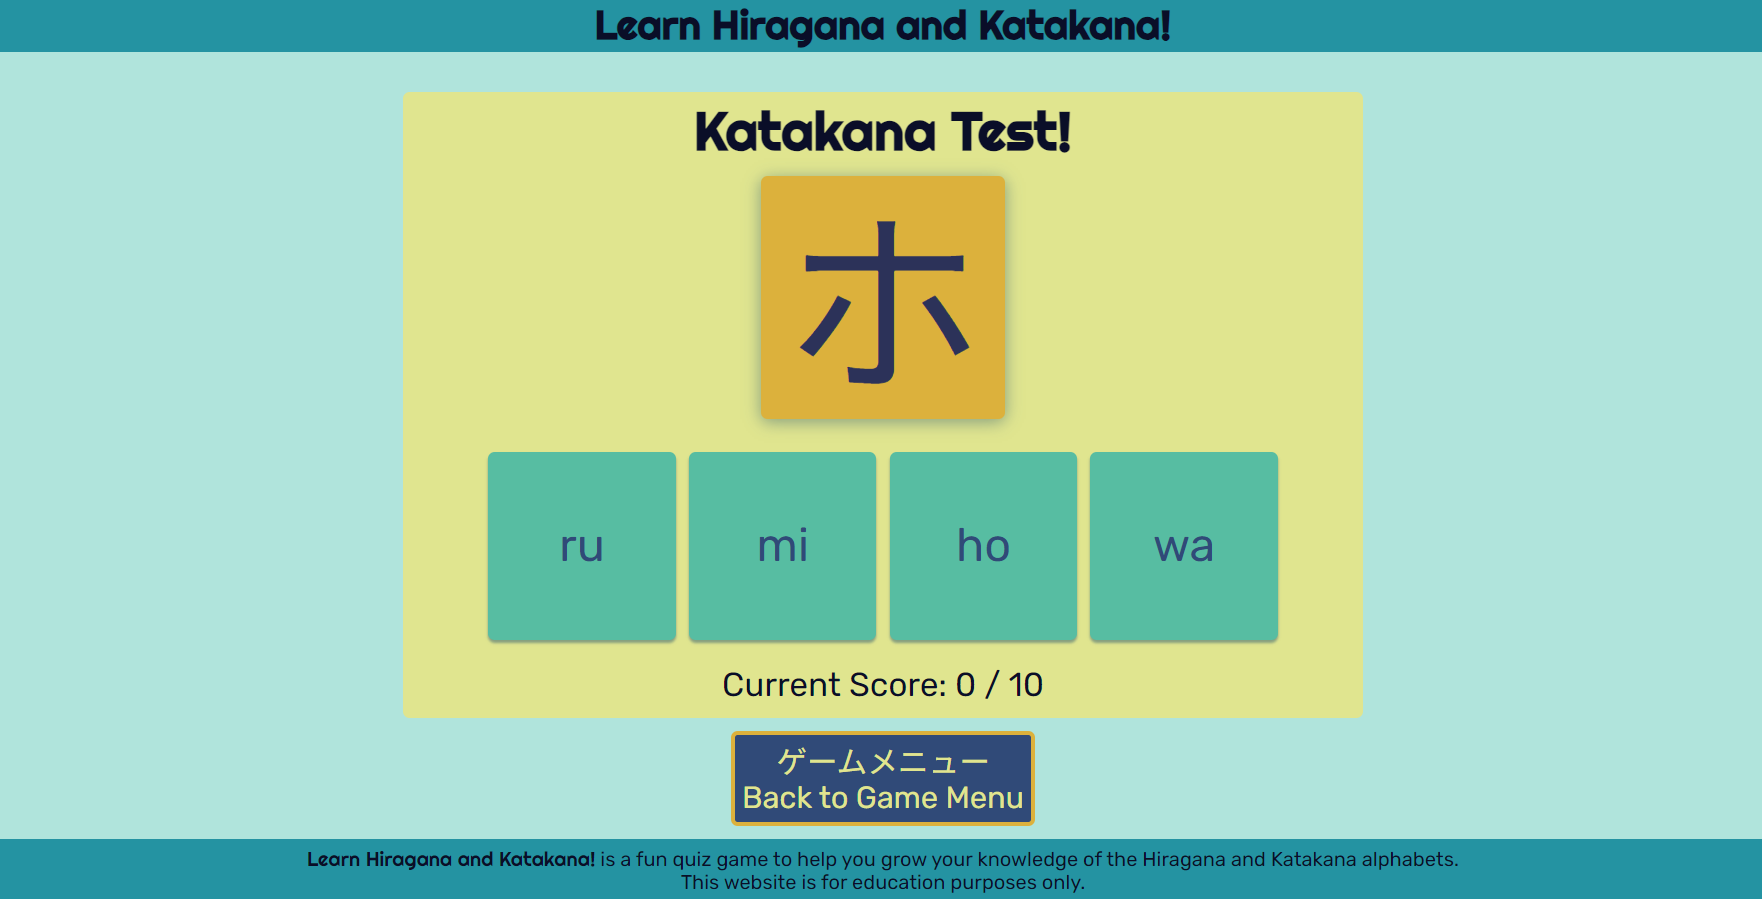 Learn Hiragana and Katakana!
Katakana Test!
ホ
ru
mi
ho
wa
Current Score: 0 / 10
ゲームメニュー
Back to Game Menu
Learn Hiragana and Katakana! is a fun quiz game to help you grow your knowledge of the Hiragana and Katakana alphabets.
This website is for education purposes only.